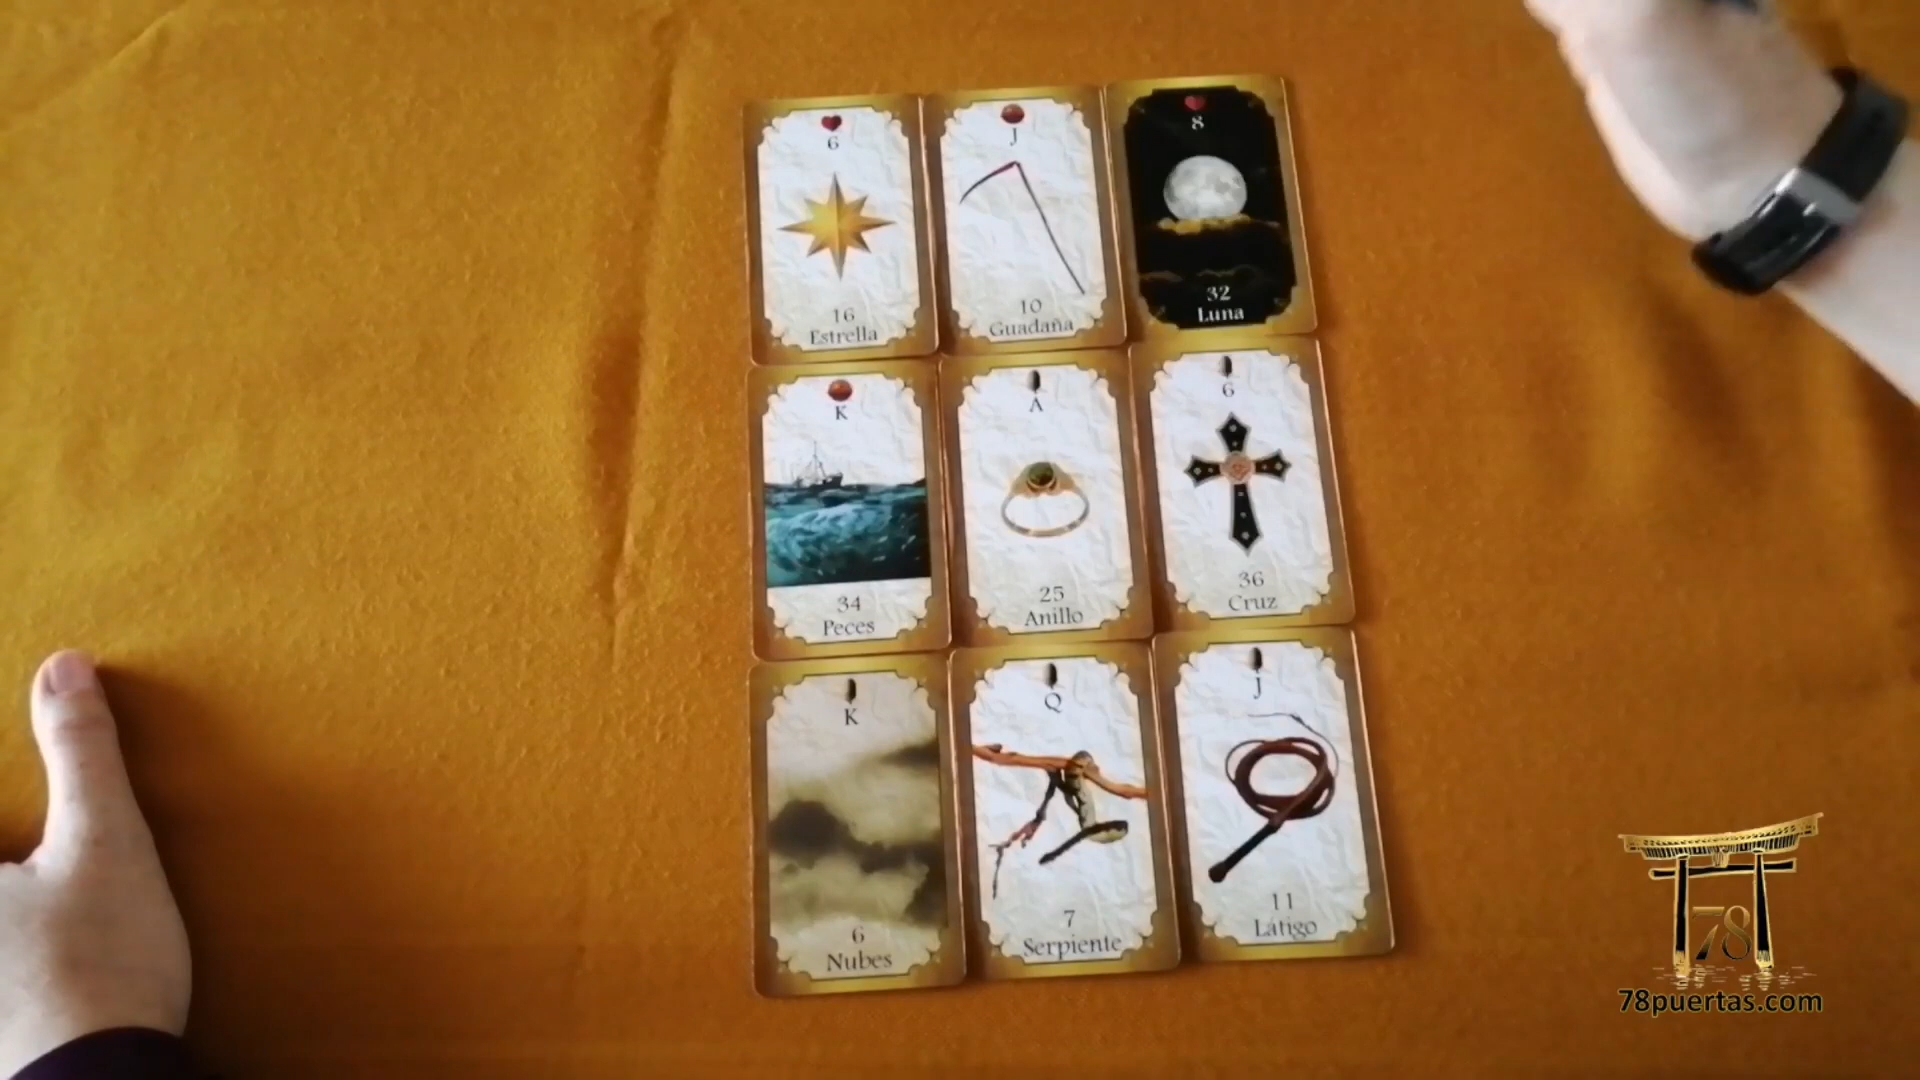 6
16
Estrella
J
10
Guadaña
8
32
Luna
K
34
Peces
A
25
Anillo
6
36
Cruz
K
6
Nubes
Q
7
Serpiente
J
11
Látigo
78
78puertas.com